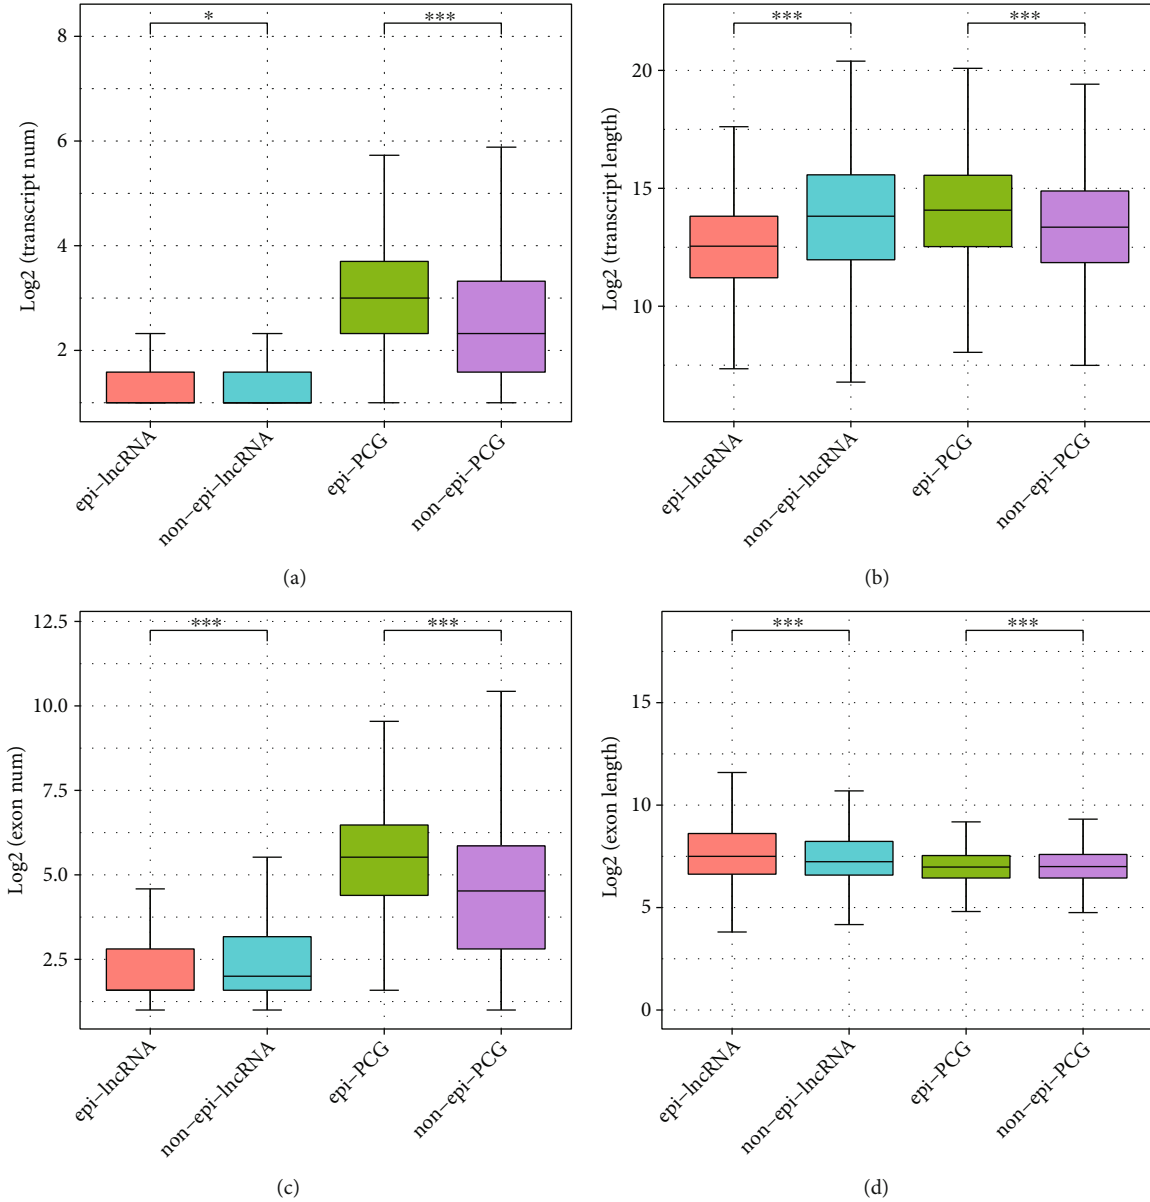 * ***
8
6
4
2
Log2 (transcript num)
epi−lncRNA
non−epi−lncRNA
epi−PCG
non−epi−PCG
(a)
*** ***
20
15
10
Log2 (transcript length)
epi−lncRNA
non−epi−lncRNA
epi−PCG
non−epi−PCG
(b)
*** ***
12.5
10.0
7.5
5.0
2.5
Log2 (exon num)
epi−lncRNA
non−epi−lncRNA
epi−PCG
non−epi−PCG
(c)
*** ***
15
10
5
0
Log2 (exon length)
epi−lncRNA
non−epi−lncRNA
epi−PCG
non−epi−PCG
(d)